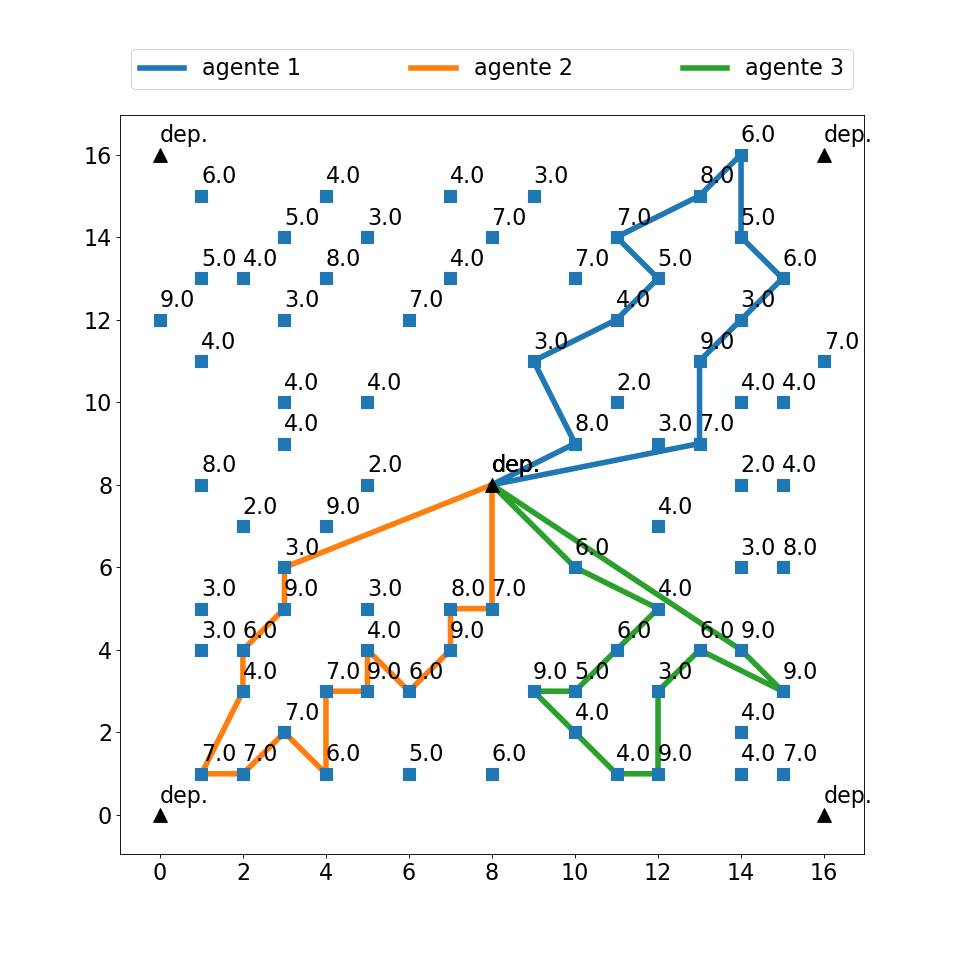 agente 1 agente 2 agente 3
dep. 6.0 dep.
16
6.0 4.0 4.0 3.0 8.0
5.0 3.0 7.0 7.0 5.0
14
5.0 4.0 8.0 4.0 7.0 5.0 6.0
9.0 3.0 7.0 4.0 3.0
12
4.0 3.0 9.0 7.0
4.0 4.0 2.0 4.0 4.0
10
4.0 8.0 3.0 7.0
8.0 2.0 dep. dep. 2.0 4.0
8
2.0 9.0 4.0
3.0 6.0 3.0 8.0
6
3.0 9.0 3.0 8.0 7.0 4.0
3.0 6.0 4.0 9.0 6.0 6.0 9.0
4
4.0 7.0 9.0 6.0 9.0 5.0 3.0 9.0
7.0 4.0 4.0
2
7.0 7.0 6.0 5.0 6.0 4.0 9.0 4.0 7.0
dep. dep.
0
0 2 4 6 8 10 12 14 16